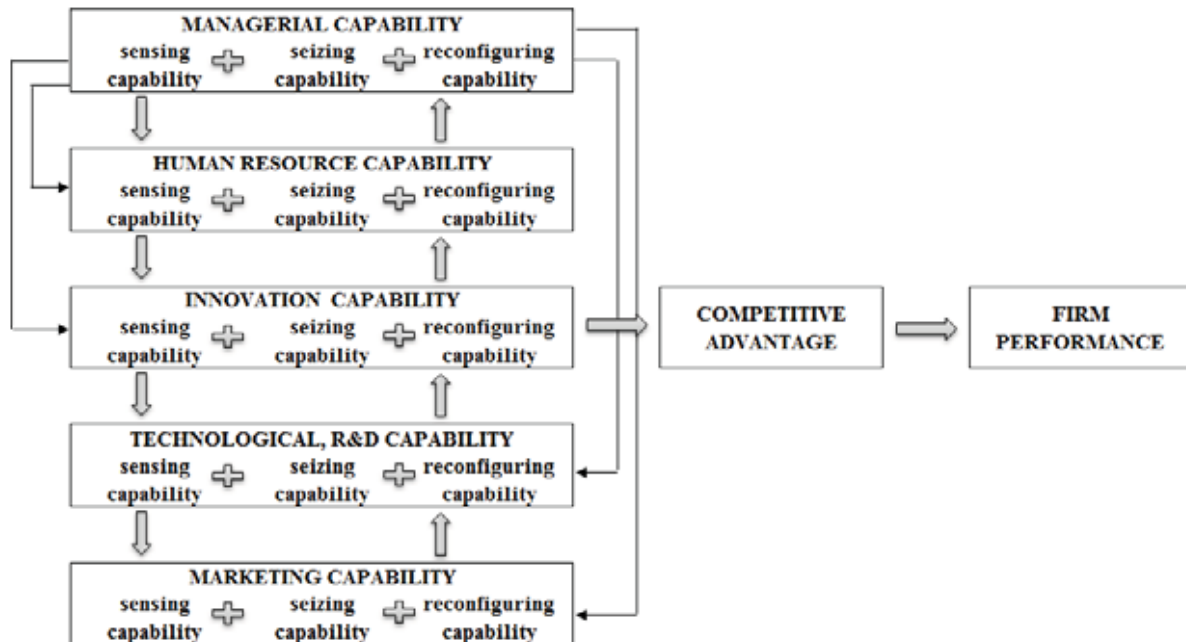 MANAGERIAL CAPABILITY
sensing seizing reconfiguring
capability capability capability
HUMAN RESOURCE CAPABILITY
sensing seizing reconfiguring
capability capability capability
INNOVATION CAPABILITY
sensing seizing reconfiguring
capability capability capability
TECHNOLOGICAL, R&D CAPABILITY
sensing seizing reconfiguring
capability capability capability
MARKETING CAPABILITY
sensing seizing reconfiguring
capability capability capability
COMPETITIVE
ADVANTAGE
FIRM
PERFORMANCE